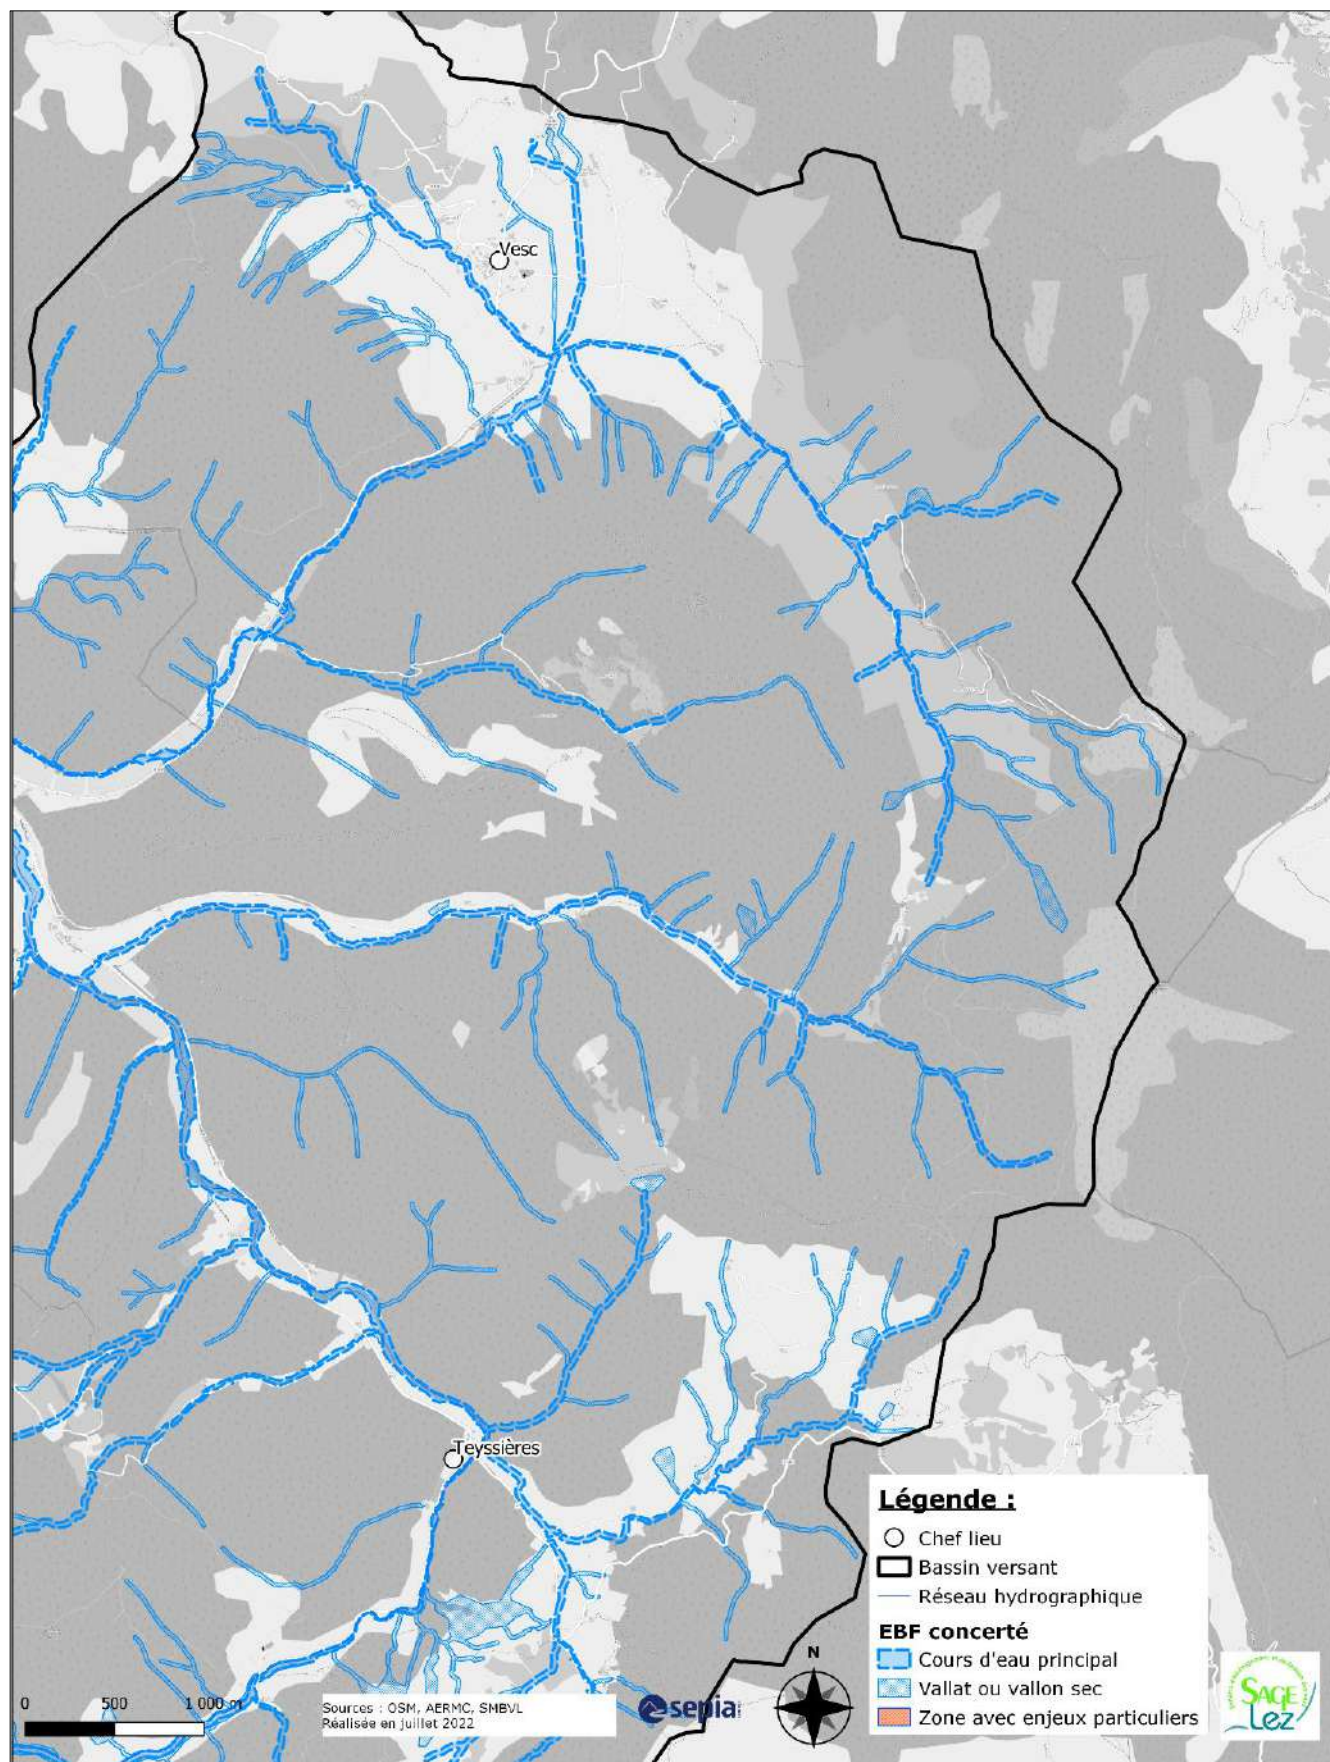 Vesc
Teyssières
Légende :
Chef lieu
Bassin versant
Réseau hydrographique
EBF concerté
Cours d'eau principal
Vallat ou vallon sec
Zone avec enjeux particuliers
N
0 500 1 000 m
Sources : OSM, AERMC, SMBVL
Réalisée en juillet 2022
sepia
SAGE
Lez